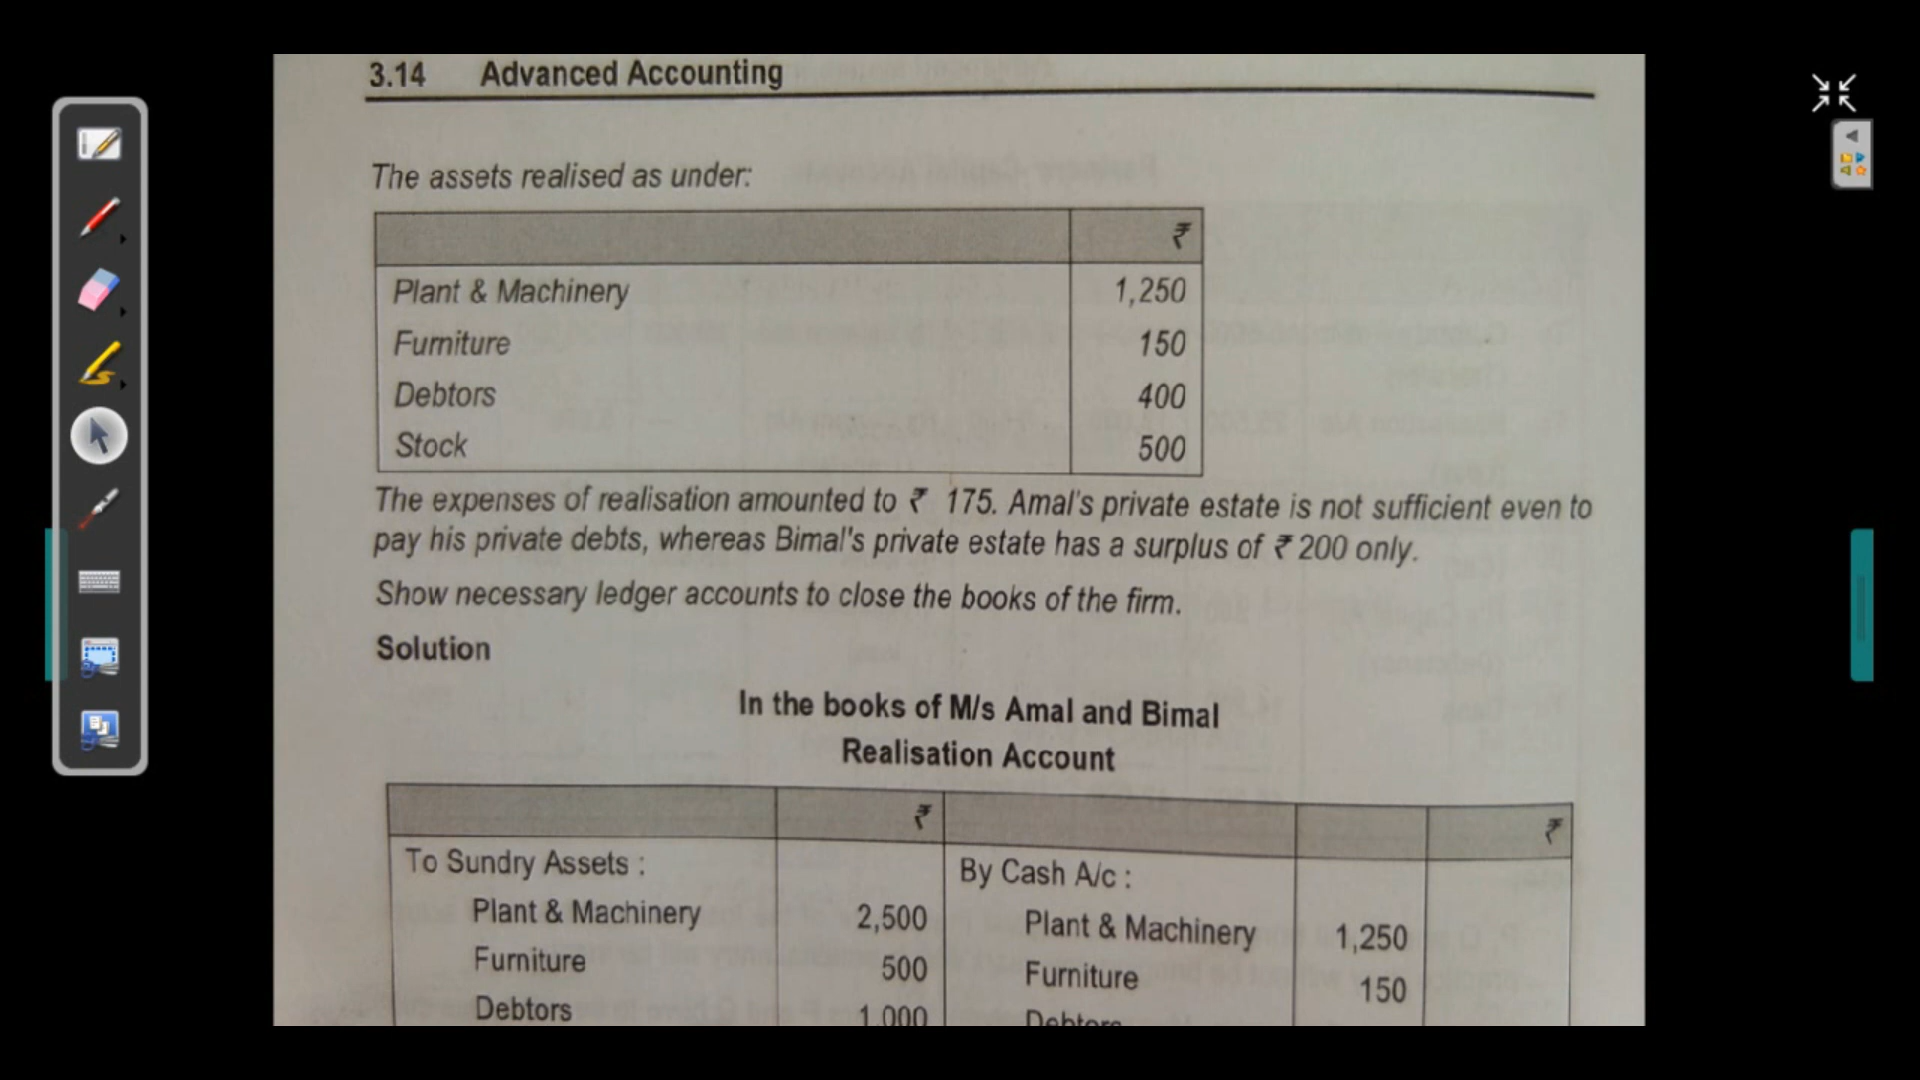 3.14 Advanced Accounting
The assets realised as under:
₹
Plant & Machinery 1,250
Furniture 150
Debtors 400
Stock 500
The expenses of realisation amounted to ₹ 175. Amal's private estate is not sufficient even to
pay his private debts, whereas Bimal's private estate has a surplus of ₹ 200 only.
Show necessary ledger accounts to close the books of the firm.
Solution
In the books of M/s Amal and Bimal
Realisation Account
₹ ₹
To Sundry Assets : By Cash A/c :
Plant & Machinery 2,500 Plant & Machinery 1,250
Furniture 500 Furniture 150
Debtors 1,000 Debtors